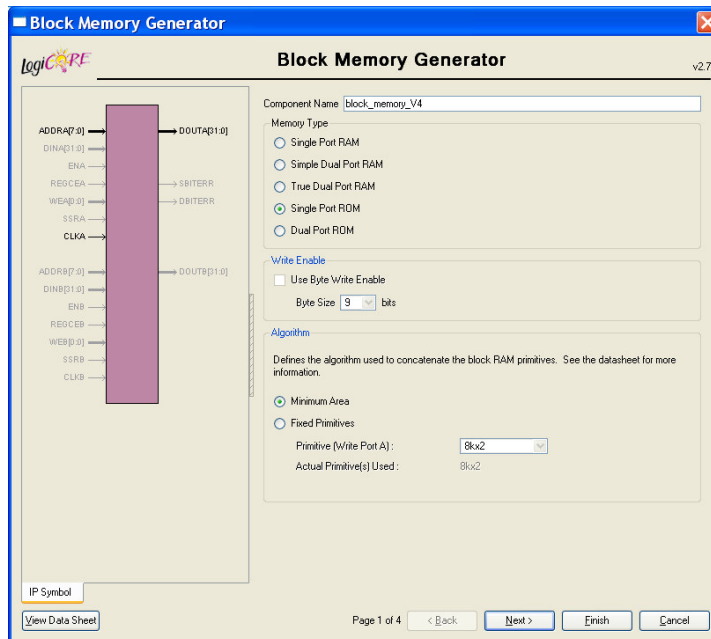 Block Memory Generator
LogiCORE
Block Memory Generator
v2.7
ADDRA[7:0]
DOUTA[31:0]
DINA[31:0]
ENA
REGCEA
SBITERR
WEA[0:0]
DBITERR
SSRA
CLKA
ADDRB[7:0]
DOUTB[31:0]
DINB[31:0]
ENB
REGCEB
WEB[0:0]
SSRB
CLKB
IP Symbol
View Data Sheet
Component Name block_memory_V4
Memory Type
Single Port RAM
Simple Dual Port RAM
True Dual Port RAM
Single Port ROM
Dual Port ROM
Write Enable
Use Byte Write Enable
Byte Size 9 bits
Algorithm
Defines the algorithm used to concatenate the block RAM primitives. See the datasheet for more
information.
Minimum Area
Fixed Primitives
Primitive (Write Port A) : 8kx2
Actual Primitive(s) Used : 8kx2
Page 1 of 4 < Back Next > Finish Cancel